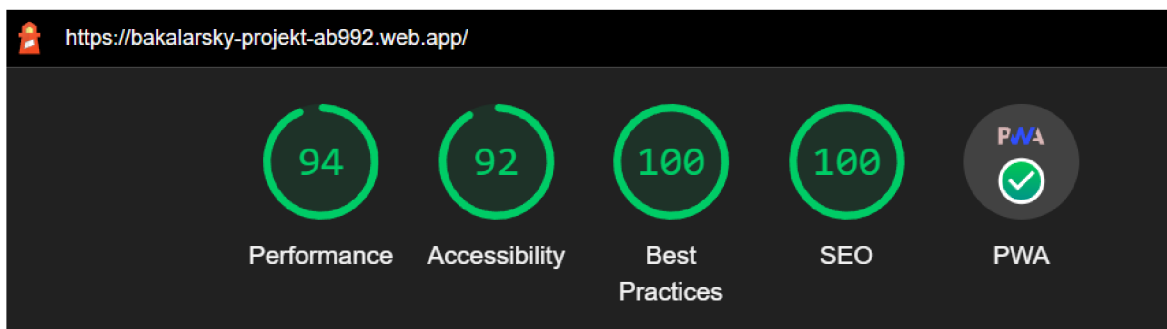 https://bakalarsky-projekt-ab992.web.app/
94 92 100 100 PWA
Performance Accessibility Best Practices SEO PWA